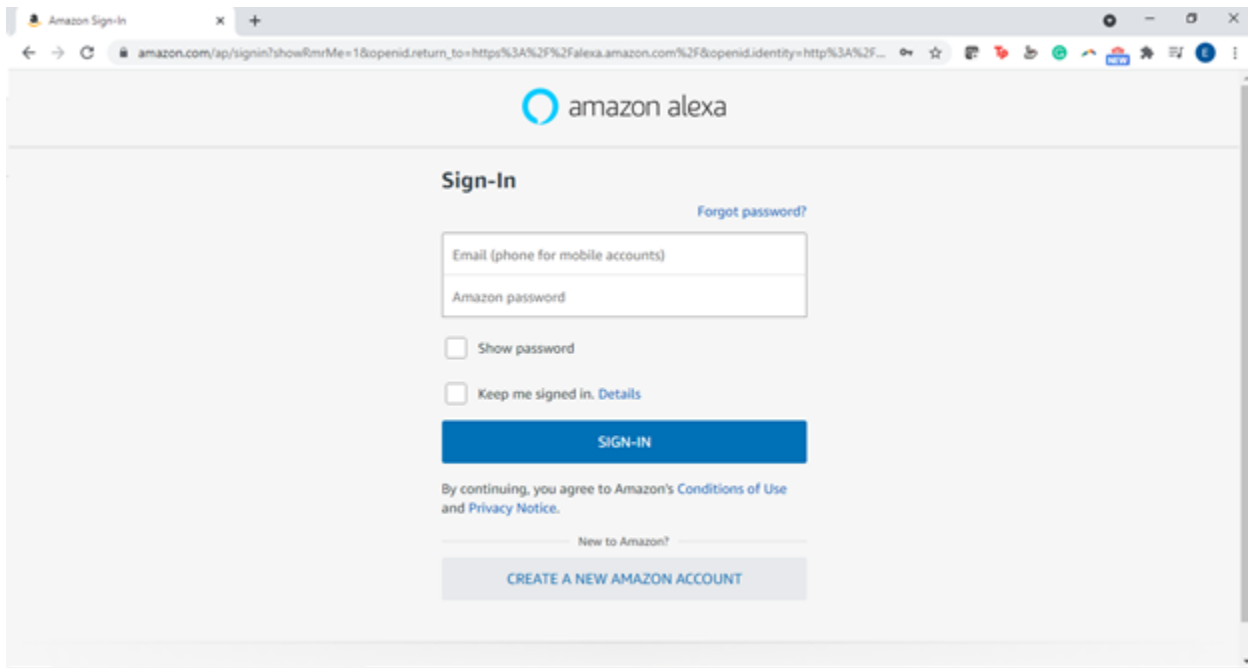 Amazon Sign-In
amazon.com/ap/signin?showRmrMe=1&openid.return_to=https%3A%2F%2Falexa.amazon.com%2F&openid.identity=http%3A%2F...
NEW
E
amazon alexa
Sign-In
Forgot password?
Email (phone for mobile accounts)
Amazon password
Show password
Keep me signed in. Details
SIGN-IN
By continuing, you agree to Amazon's Conditions of Use
and Privacy Notice.
New to Amazon?
CREATE A NEW AMAZON ACCOUNT